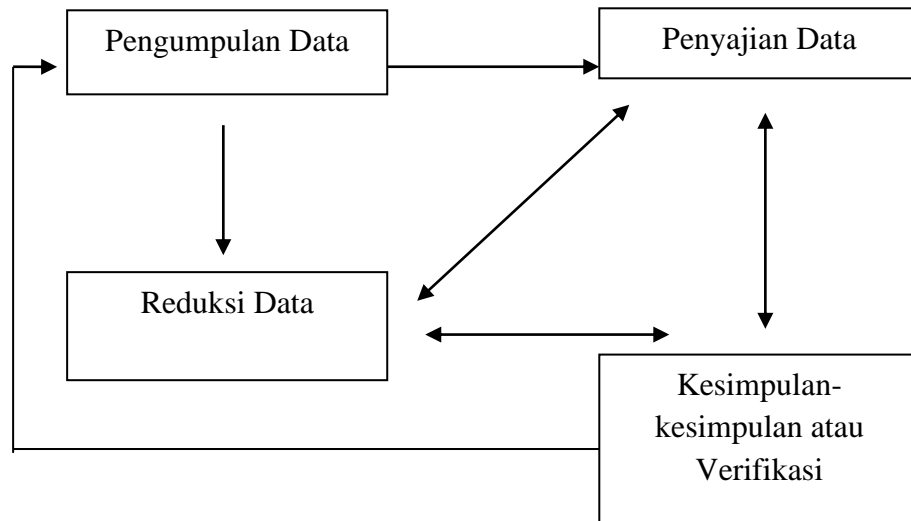 Pengumpulan Data
Penyajian Data
Reduksi Data
Kesimpulan-
kesimpulan atau
Verifikasi